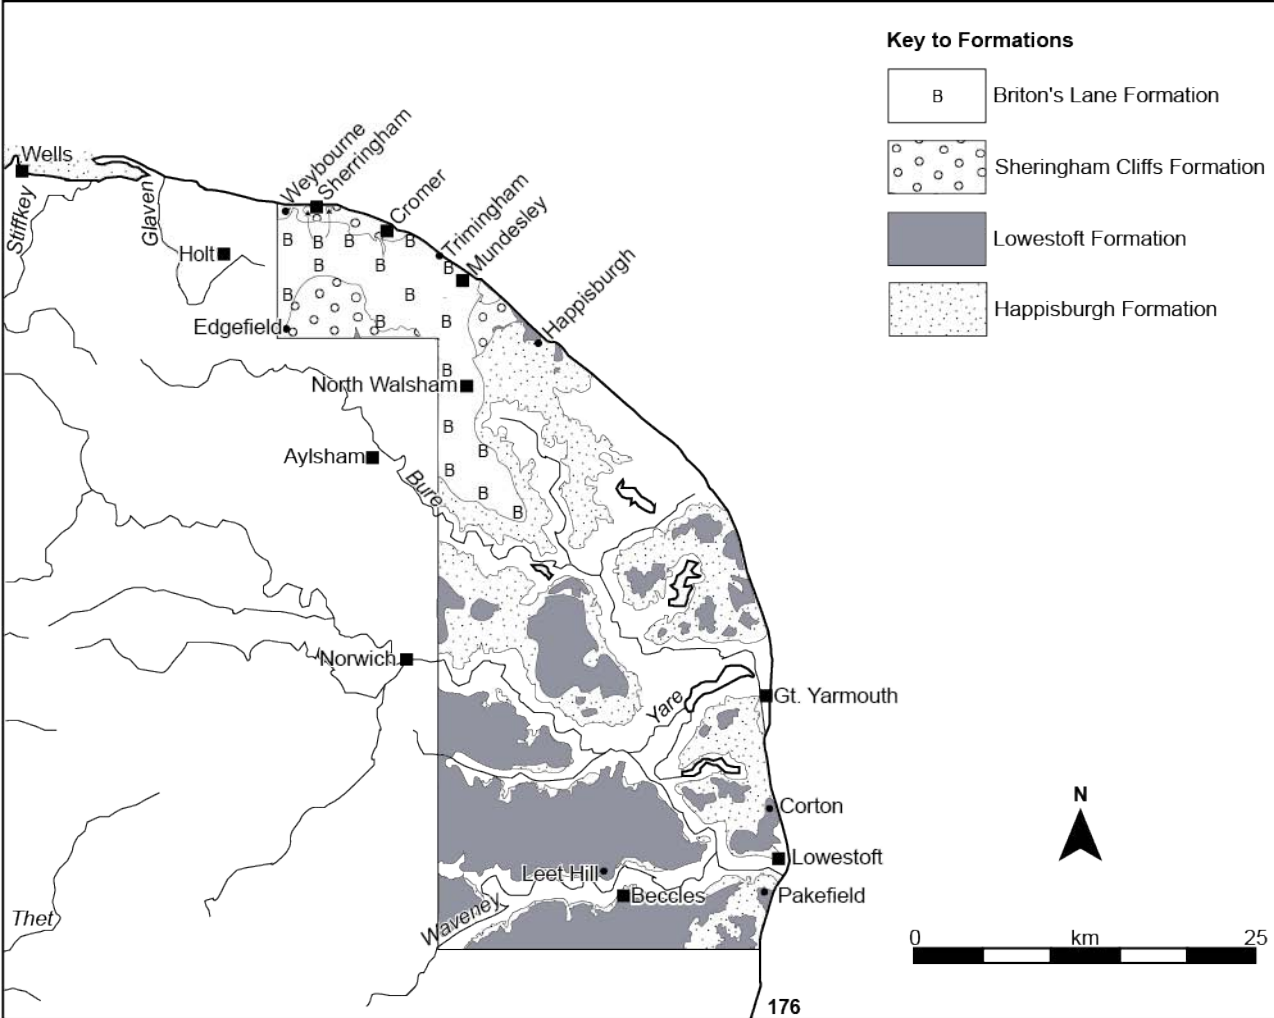 Key to Formations
B
Briton's Lane Formation
Sheringham Cliffs Formation
Lowestoft Formation
Happisburgh Formation
Wells
Stiffkey
Glaven
Weybourne
Sherringham
Cromer
Trimingham
Mundesley
Happisburgh
Holt
B B B B B
B B B
B B
B B
Edgefield
B
North Walsham
B
B
Aylsham
B
B
Bure
B
Norwich
Yare
Gt. Yarmouth
Corton
Lowestoft
Leet Hill
Beccles
Pakefield
Waveney
Thet
N
0 km 25
176